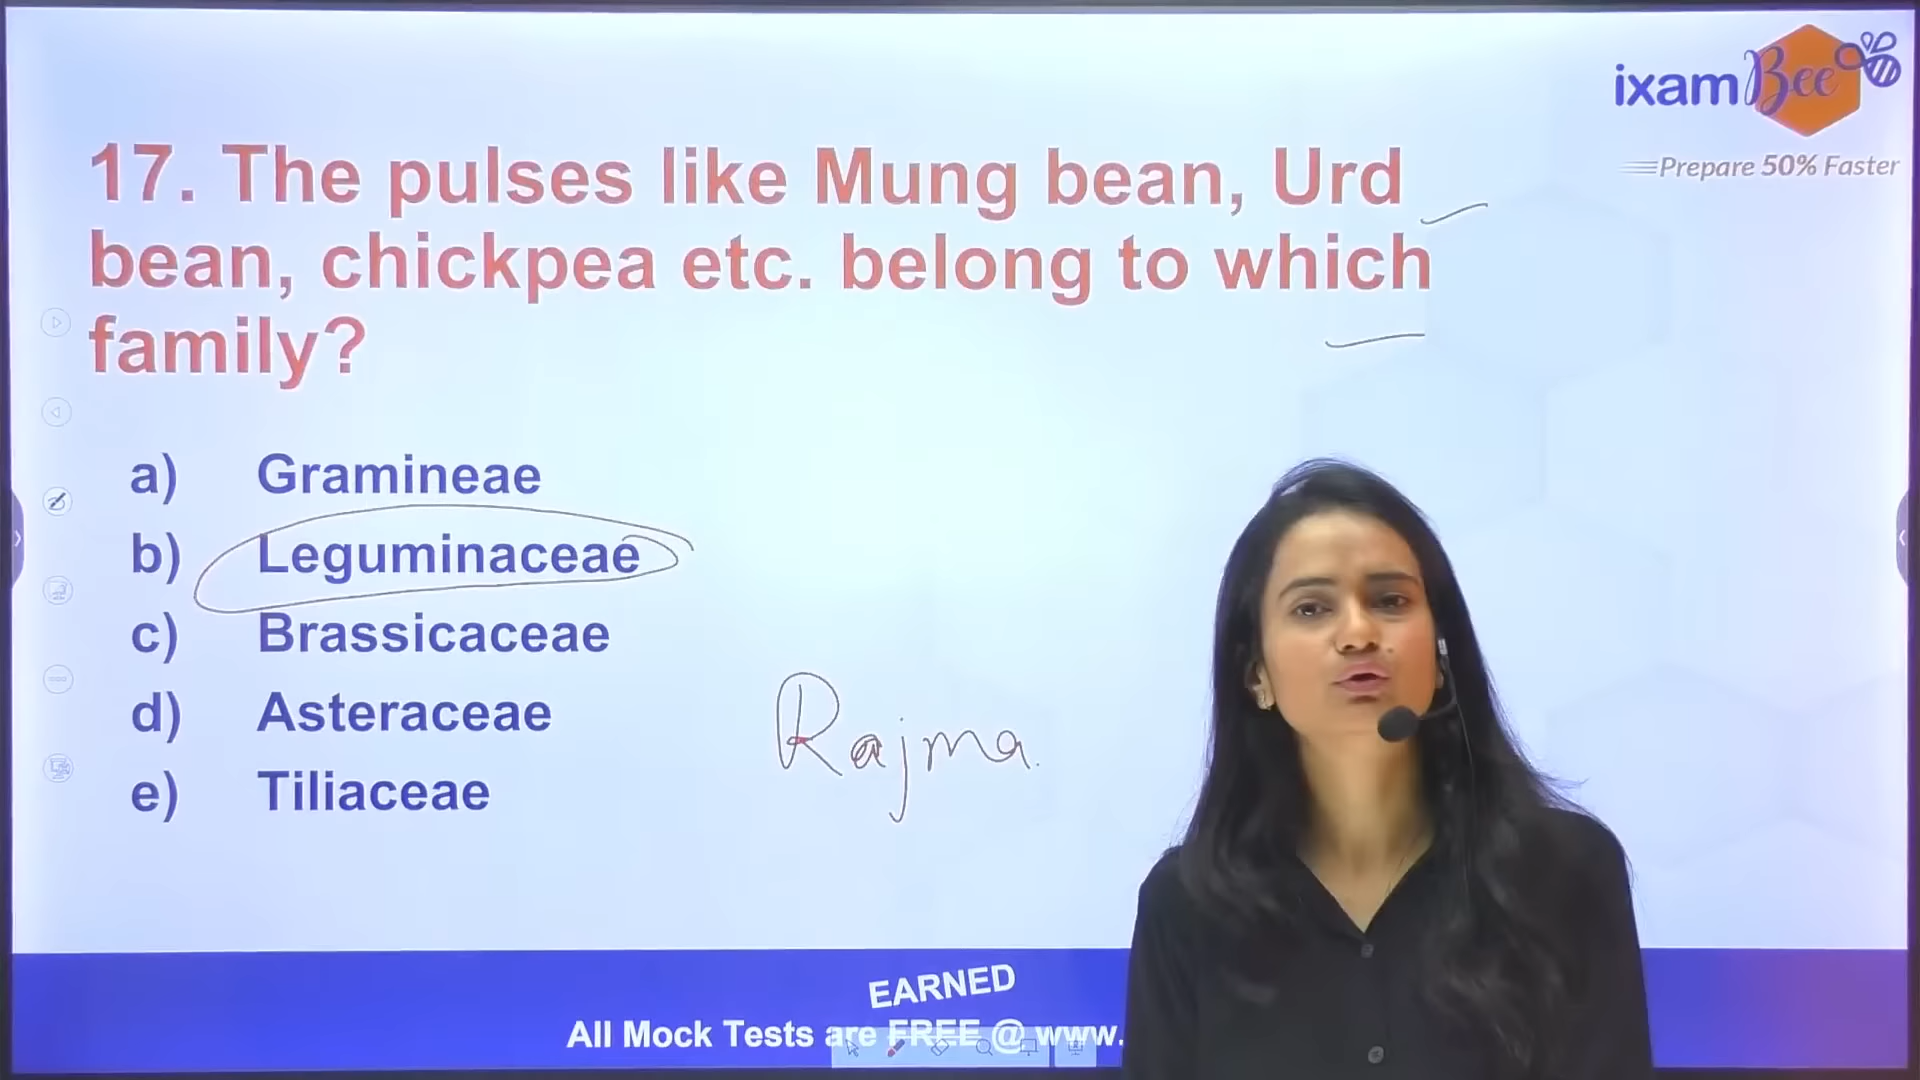 ixamBee
Prepare 50% Faster
17. The pulses like Mung bean, Urd
bean, chickpea etc. belong to which
family?
a) Gramineae
b) Leguminaceae
c) Brassicaceae
d) Asteraceae
e) Tiliaceae
Rajma
EARNED
All Mock Tests are FREE @ www.